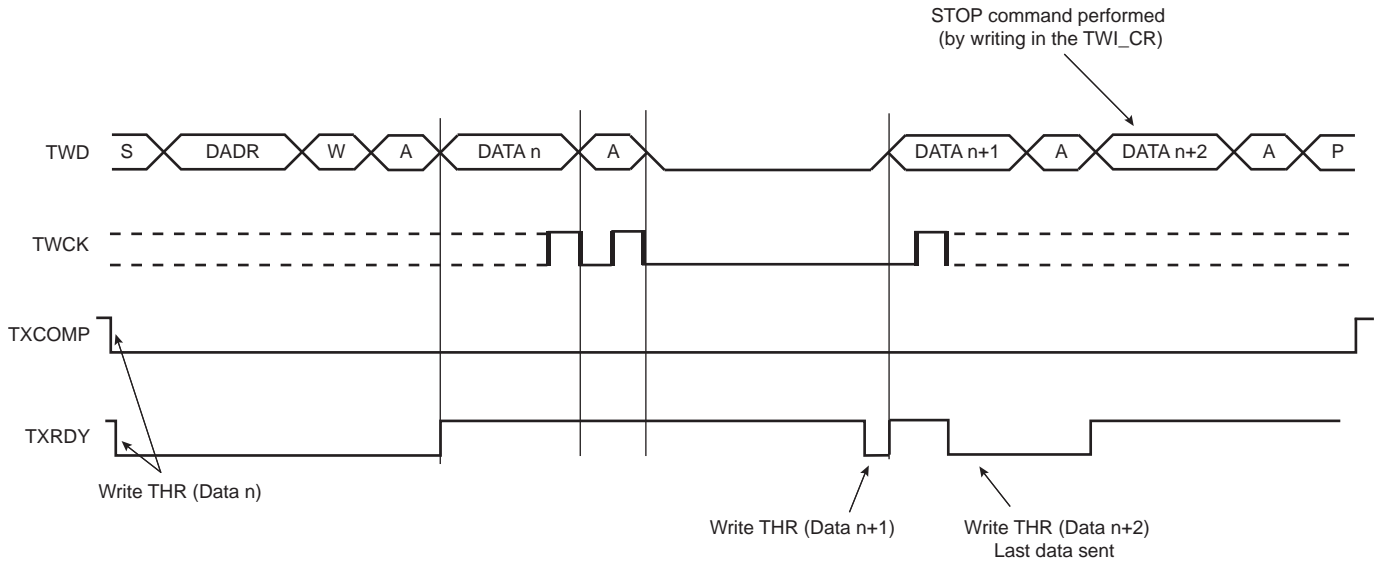 STOP command performed
(by writing in the TWI_CR)
TWD S DADR W A DATA n A DATA n+1 A DATA n+2 A P
TWCK
TXCOMP
TXRDY
Write THR (Data n)
Write THR (Data n+1) Write THR (Data n+2)
Last data sent